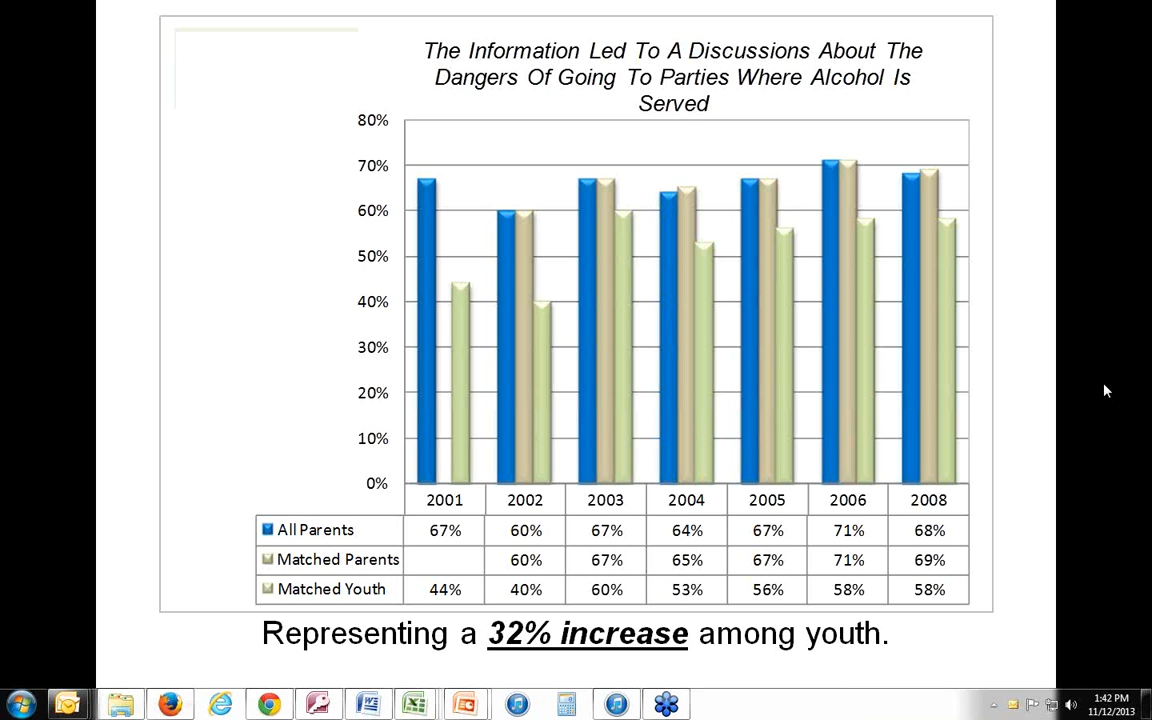 The Information Led To A Discussions About The
Dangers Of Going To Parties Where Alcohol Is
Served
80%
70%
60%
50%
40%
30%
20%
10%
0%
2001 2002 2003 2004 2005 2006 2008
All Parents 67% 60% 67% 64% 67% 71% 68%
Matched Parents 60% 67% 65% 67% 71% 69%
Matched Youth 44% 40% 60% 53% 56% 58% 58%
Representing a 32% increase among youth.
1:42 PM
11/12/2013